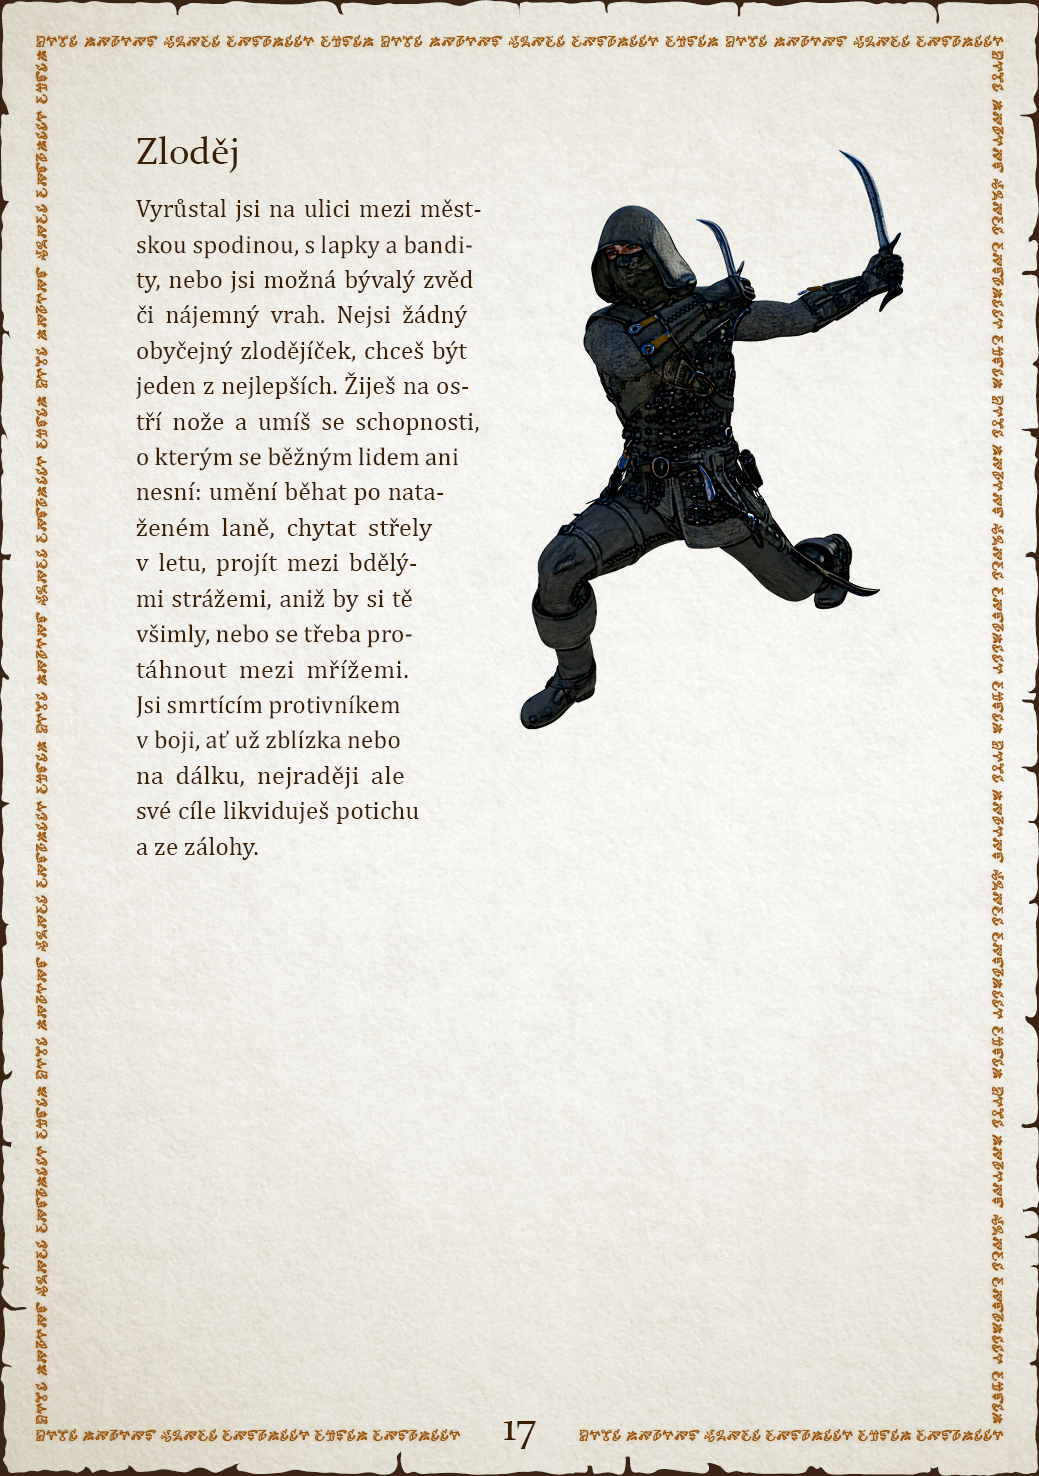 Zloděj
Vyrůstal jsi na ulici mezi měst-
skou spodinou, s lapky a bandi-
ty, nebo jsi možná bývalý zvěd
či nájemný vrah. Nejsi žádný
obyčejný zlodějíček, chceš být
jeden z nejlepších. Žiješ na os-
tří nože a umíš se schopnosti,
o kterým se běžným lidem ani
nesní: umění běhat po nata-
ženém laně, chytat střely
v letu, projít mezi bdělý-
mi strážemi, aniž by si tě
všimly, nebo se třeba pro-
táhnout mezi mřížemi.
Jsi smrtícím protivníkem
v boji, ať už zblízka nebo
na dálku, nejraději ale
své cíle likviduješ potichu
a ze zálohy.
17